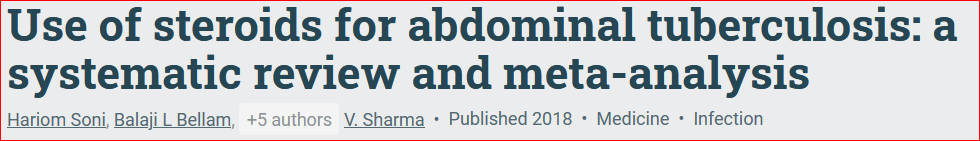 Use of steroids for abdominal tuberculosis: a
systematic review and meta-analysis
Hariom Soni, Balaji L Bellam, +5 authors V. Sharma • Published 2018 • Medicine • Infection